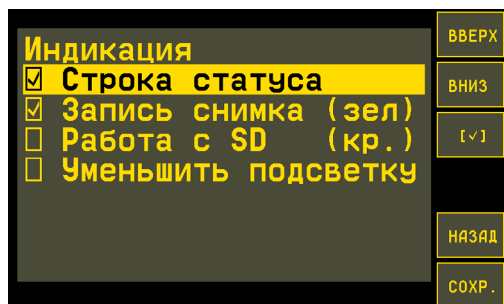 Индикация
☑ Строка статуса
☑ Запись снимка (зел)
☐ Работа с SD (кр.)
☐ Уменьшить подсветку
ВВЕРХ
ВНИЗ
[✓]
НАЗАД
СОХР.